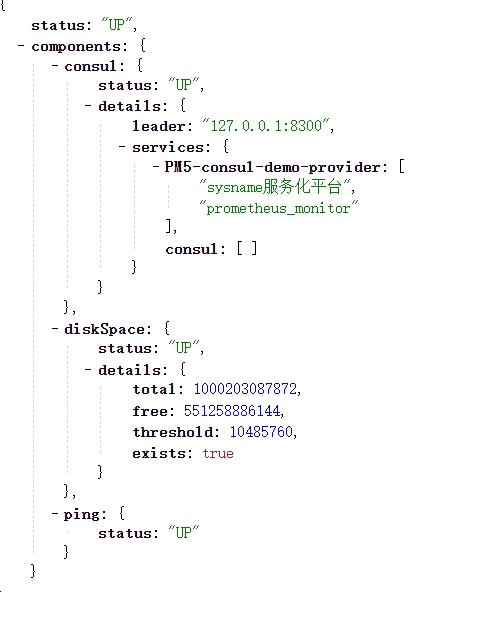 {
status: "UP",
- components: {
- consul: {
status: "UP",
- details: {
leader: "127.0.0.1:8300",
- services: {
- PM5-consul-demo-provider: [
"sysname服务化平台",
"prometheus_monitor"
],
consul: [ ]
}
}
},
- diskSpace: {
status: "UP",
- details: {
total: 1000203087872,
free: 551258886144,
threshold: 10485760,
exists: true
}
},
- ping: {
status: "UP"
}
}